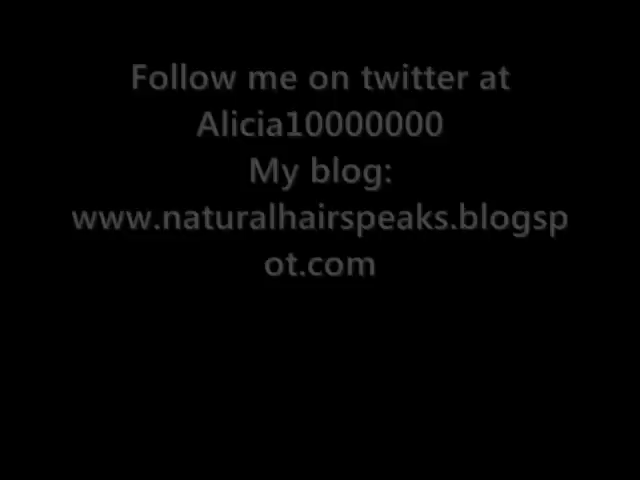 Follow me on twitter at
Alicia10000000
My blog:
www.naturalhairspeaks.blogsp
ot.com